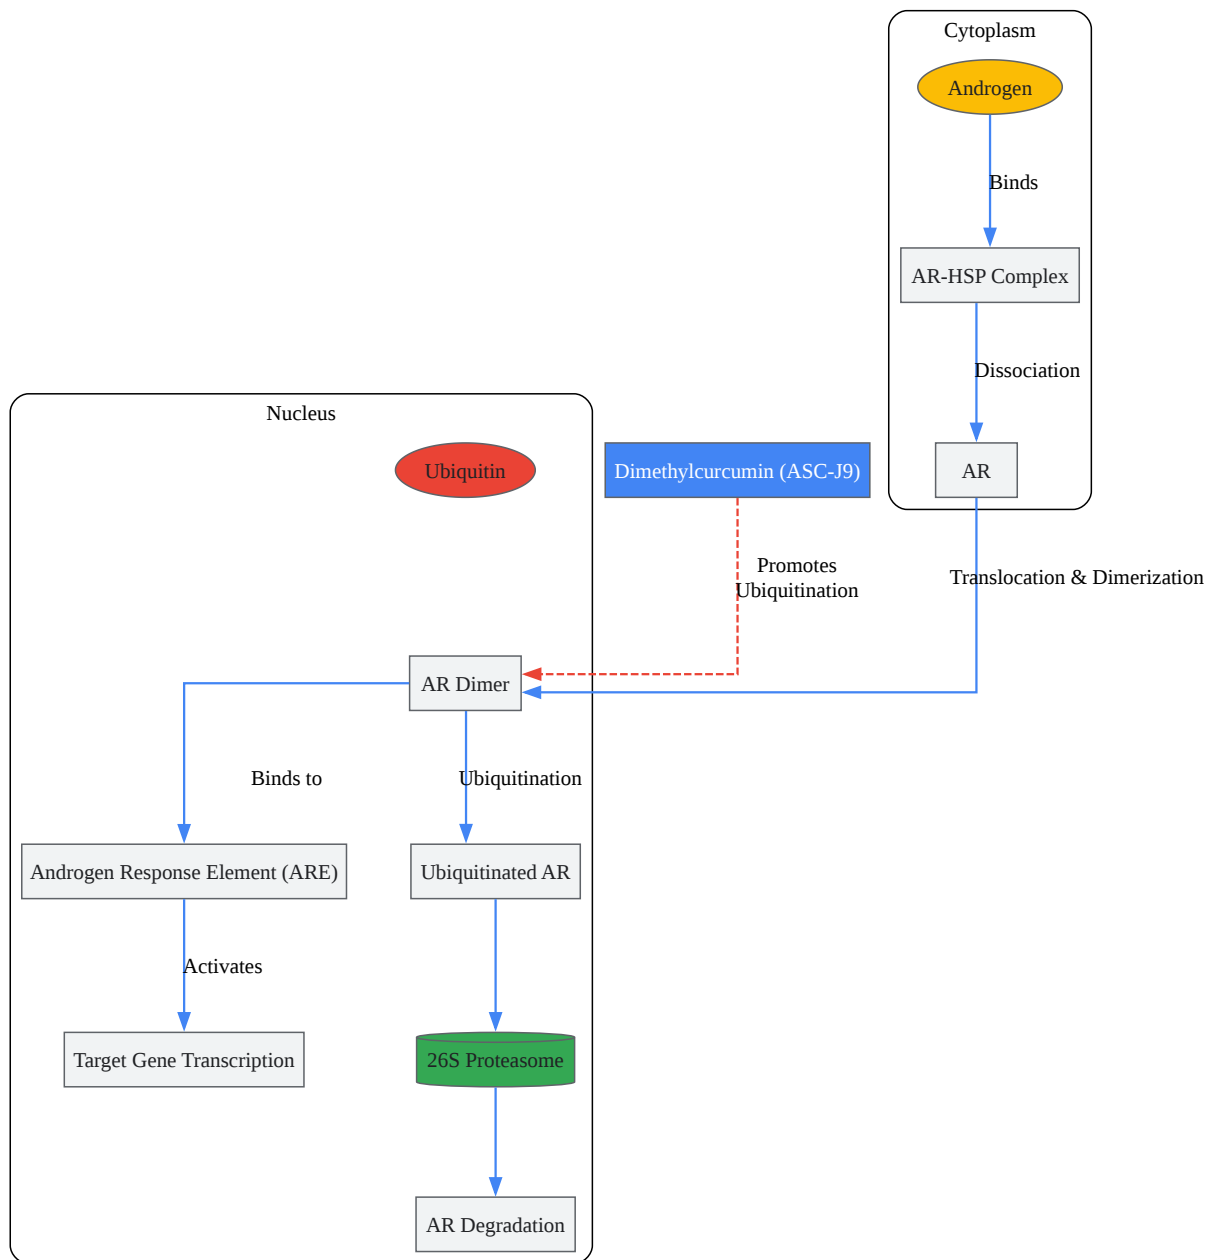 Cytoplasm
Androgen
Binds
AR-HSP Complex
Dissociation
AR
Translocation & Dimerization
Dimethylcurcumin (ASC-J9)
Promotes
Ubiquitination
Nucleus
Ubiquitin
AR Dimer
Binds to
Ubiquitination
Androgen Response Element (ARE)
Ubiquitinated AR
Activates
Target Gene Transcription
26S Proteasome
AR Degradation